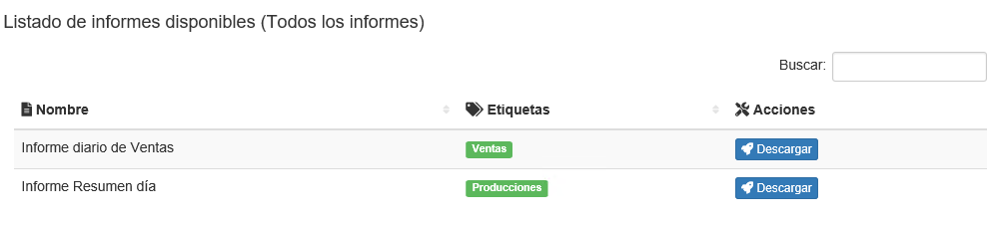 Listado de informes disponibles (Todos los informes)
Buscar:
Nombre Etiquetas Acciones
Informe diario de Ventas Ventas Descargar
Informe Resumen día Producciones Descargar